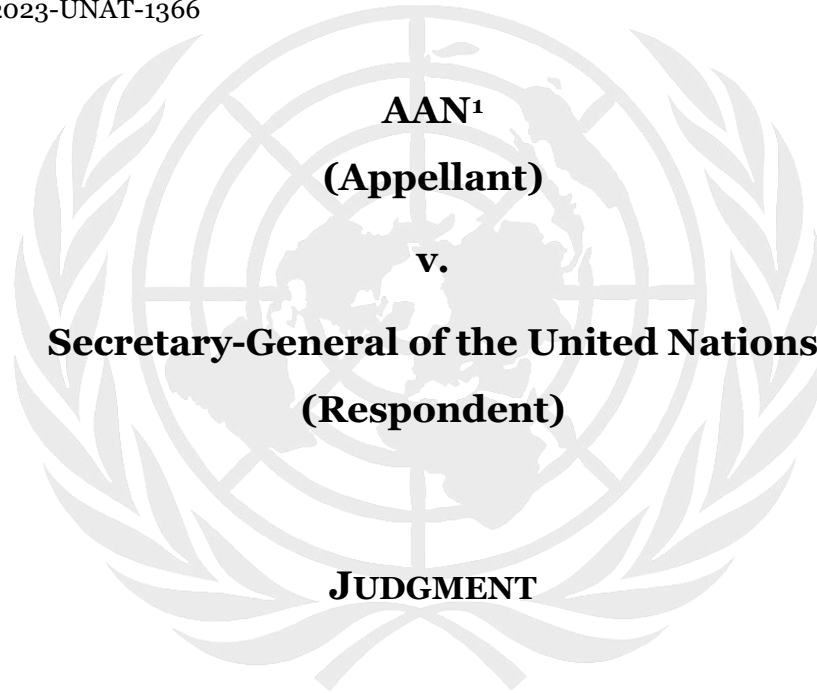 2023-UNAT-1366
AAN¹
(Appellant)
v.
Secretary-General of the United Nations
(Respondent)
JUDGMENT